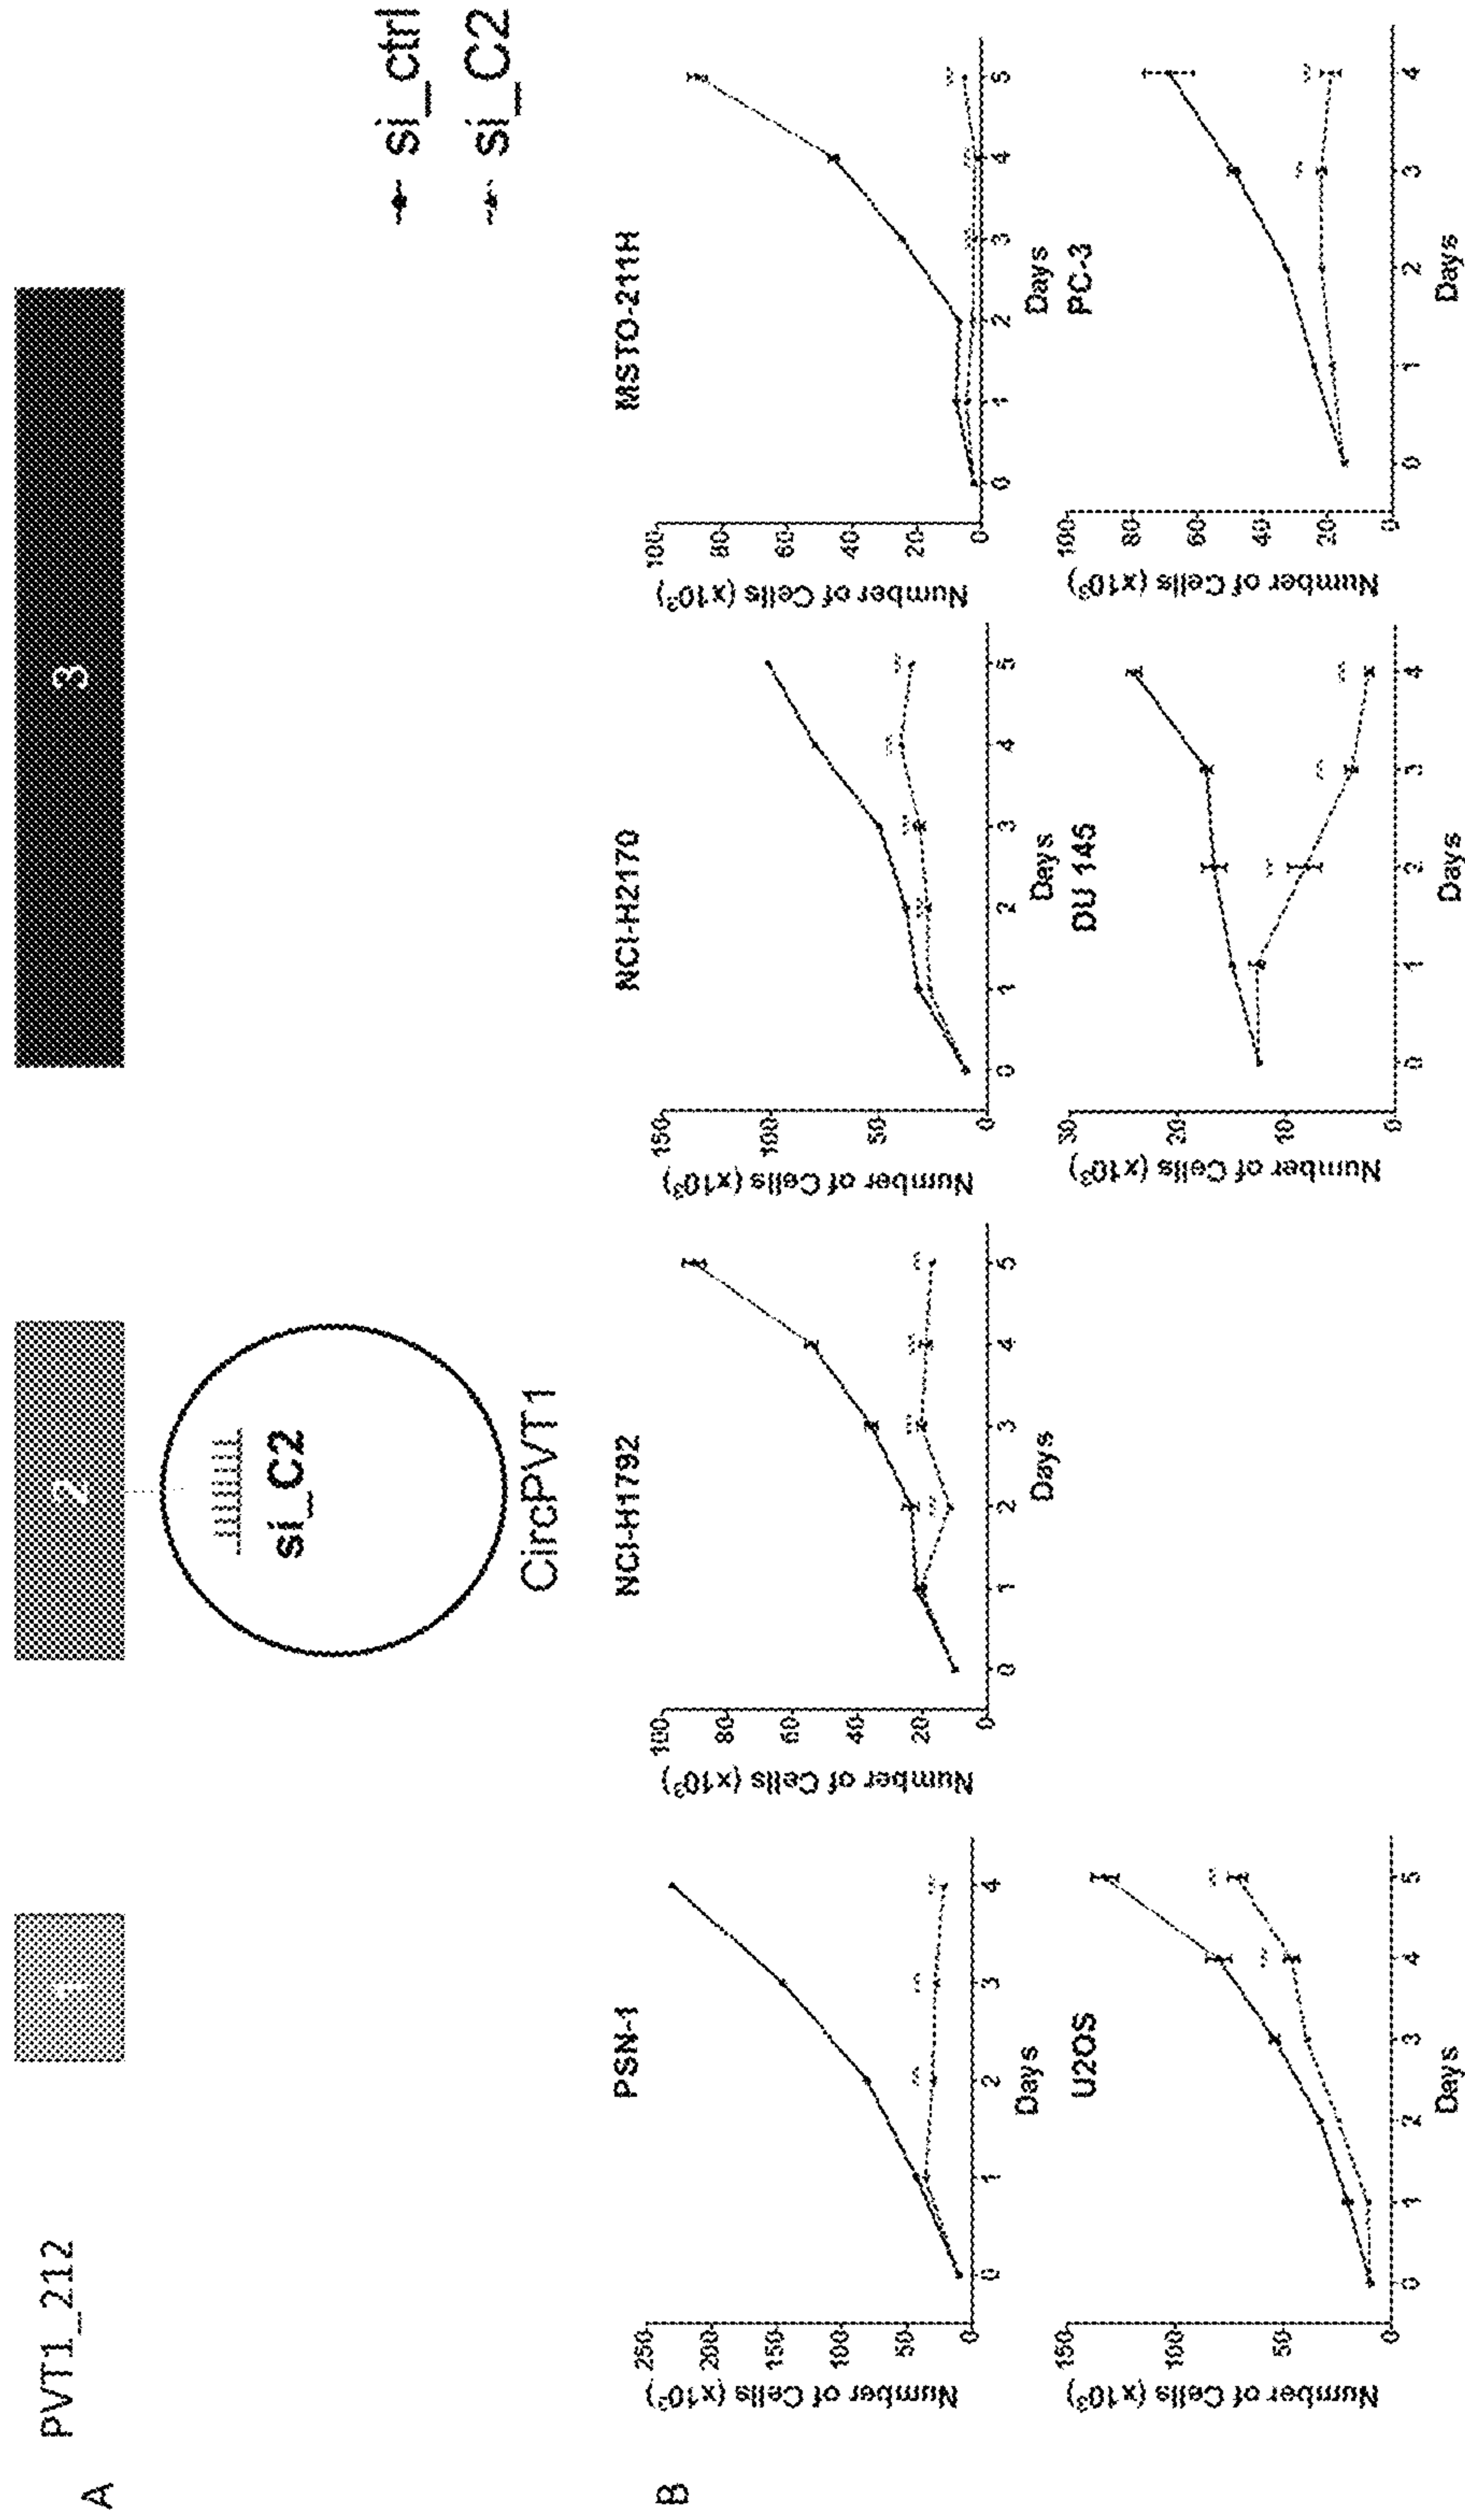 A
PVT1_212
1
2
3
si_C2
CircPVT1
si_ctrl
si_C2
B
PSN-1
Number of Cells (x10³)
250
200
150
100
50
0
0 1 2 3 4
Days
NCI-H1792
Number of Cells (x10³)
100
80
60
40
20
0
0 1 2 3 4 5
Days
NCI-H2170
Number of Cells (x10³)
150
100
50
0
0 1 2 3 4 5
Days
MSTO-211H
Number of Cells (x10³)
100
80
60
40
20
0
0 1 2 3 4 5
Days
U2OS
Number of Cells (x10³)
150
100
50
0
0 1 2 3 4 5
Days
DU 145
Number of Cells (x10³)
30
20
10
0
0 1 2 3 4
Days
PC-3
Number of Cells (x10³)
100
80
60
40
20
0
0 1 2 3 4
Days